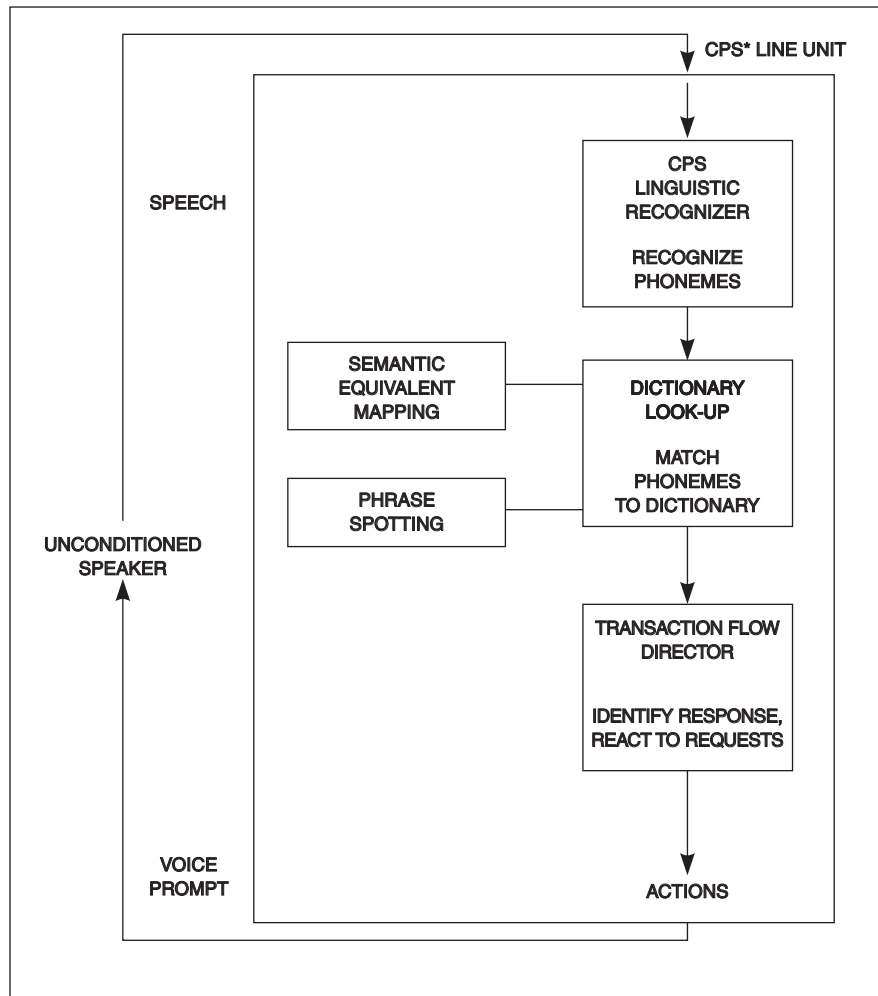 CPS* LINE UNIT
SPEECH
CPS
LINGUISTIC
RECOGNIZER
RECOGNIZE
PHONEMES
SEMANTIC
EQUIVALENT
MAPPING
DICTIONARY
LOOK-UP
MATCH
PHONEMES
TO DICTIONARY
PHRASE
SPOTTING
UNCONDITIONED
SPEAKER
TRANSACTION FLOW
DIRECTOR
IDENTIFY RESPONSE,
REACT TO REQUESTS
VOICE
PROMPT
ACTIONS